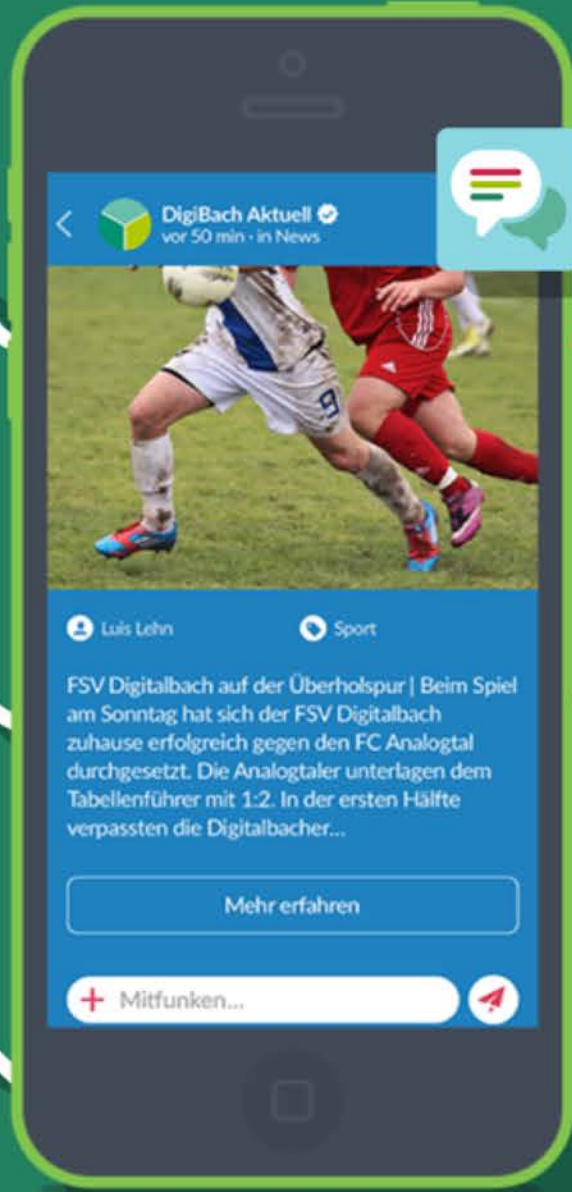 DigiBach Aktuell
vor 50 min · in News
9
Luis Lehn
Sport
FSV Digitalbach auf der Überholspur | Beim Spiel
am Sonntag hat sich der FSV Digitalbach
zuhause erfolgreich gegen den FC Analogtal
durchgesetzt. Die Analogtaler unterlagen dem
Tabellenführer mit 1:2. In der ersten Hälfte
verpassten die Digitalbacher...
Mehr erfahren
+ Mitfunken...